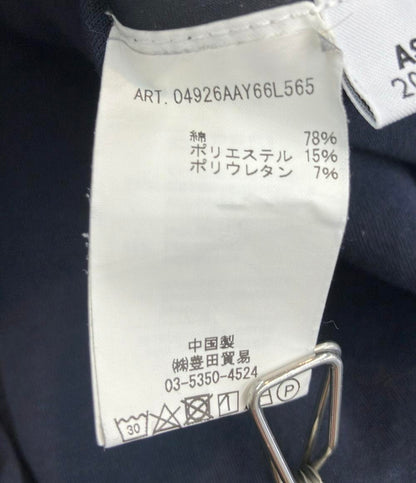 ART. 04926AAY66L565
綿 78%
ポリエステル 15%
ポリウレタン 7%
中国製
㈱豊田貿易
03-5350-4524
30
P